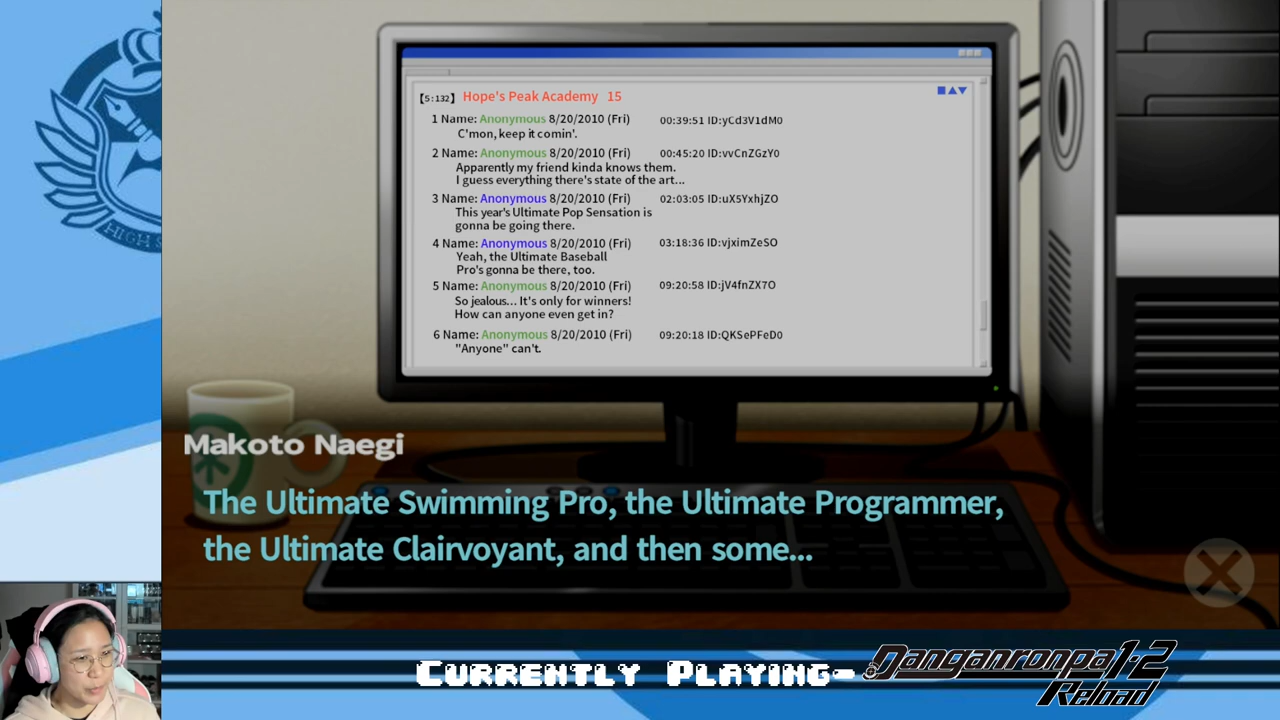 HIGH S
【5:132】 Hope's Peak Academy 15
1 Name: Anonymous 8/20/2010 (Fri) 00:39:51 ID:yCd3V1dM0
C'mon, keep it comin'.
2 Name: Anonymous 8/20/2010 (Fri) 00:45:20 ID:vvCnZGzY0
Apparently my friend kinda knows them.
I guess everything there's state of the art...
3 Name: Anonymous 8/20/2010 (Fri) 02:03:05 ID:uX5YxhjZO
This year's Ultimate Pop Sensation is
gonna be going there.
4 Name: Anonymous 8/20/2010 (Fri) 03:18:36 ID:vjximZeSO
Yeah, the Ultimate Baseball
Pro's gonna be there, too.
5 Name: Anonymous 8/20/2010 (Fri) 09:20:58 ID:jV4fnZX7O
So jealous... It's only for winners!
How can anyone even get in?
6 Name: Anonymous 8/20/2010 (Fri) 09:20:18 ID:QKSePFeD0
"Anyone" can't.
Makoto Naegi
The Ultimate Swimming Pro, the Ultimate Programmer,
the Ultimate Clairvoyant, and then some...
Currently Playing- Danganronpa 1·2
Reload